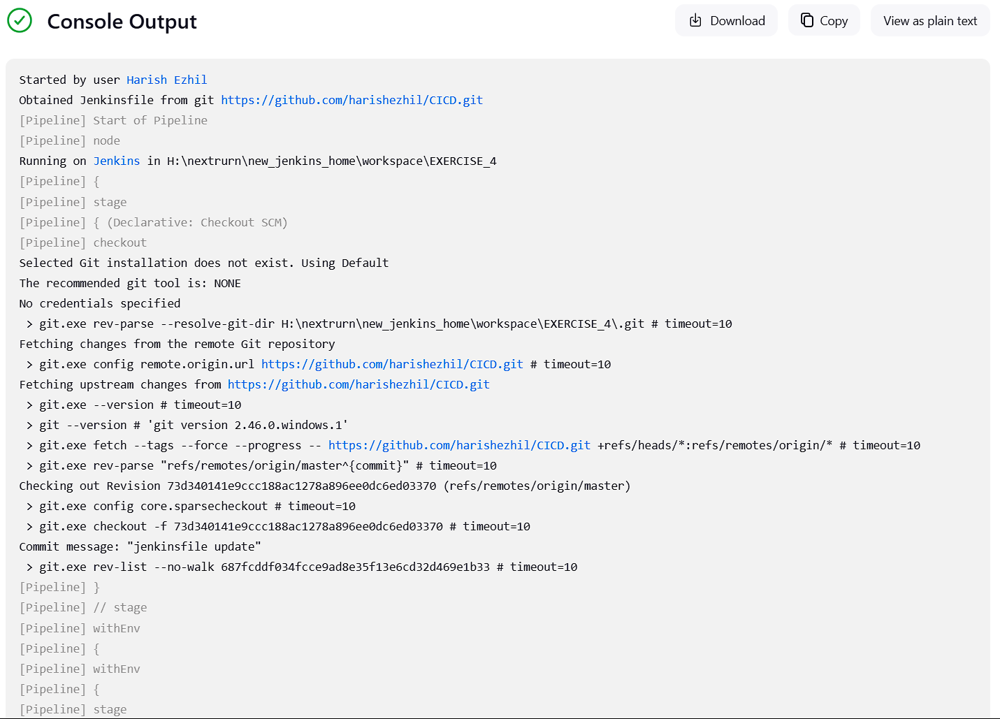 Console Output
Download
Copy
View as plain text
Started by user Harish Ezhil
Obtained Jenkinsfile from git https://github.com/harishezhil/CICD.git
[Pipeline] Start of Pipeline
[Pipeline] node
Running on Jenkins in H:\nextrurn\new_jenkins_home\workspace\EXERCISE_4
[Pipeline] {
[Pipeline] stage
[Pipeline] { (Declarative: Checkout SCM)
[Pipeline] checkout
Selected Git installation does not exist. Using Default
The recommended git tool is: NONE
No credentials specified
 > git.exe rev-parse --resolve-git-dir H:\nextrurn\new_jenkins_home\workspace\EXERCISE_4\.git # timeout=10
Fetching changes from the remote Git repository
 > git.exe config remote.origin.url https://github.com/harishezhil/CICD.git # timeout=10
Fetching upstream changes from https://github.com/harishezhil/CICD.git
 > git.exe --version # timeout=10
 > git --version # 'git version 2.46.0.windows.1'
 > git.exe fetch --tags --force --progress -- https://github.com/harishezhil/CICD.git +refs/heads/*:refs/remotes/origin/* # timeout=10
 > git.exe rev-parse "refs/remotes/origin/master^{commit}" # timeout=10
Checking out Revision 73d340141e9ccc188ac1278a896ee0dc6ed03370 (refs/remotes/origin/master)
 > git.exe config core.sparsecheckout # timeout=10
 > git.exe checkout -f 73d340141e9ccc188ac1278a896ee0dc6ed03370 # timeout=10
Commit message: "jenkinsfile update"
 > git.exe rev-list --no-walk 687fcddf034fcce9ad8e35f13e6cd32d469e1b33 # timeout=10
[Pipeline] }
[Pipeline] // stage
[Pipeline] withEnv
[Pipeline] {
[Pipeline] withEnv
[Pipeline] {
[Pipeline] stage